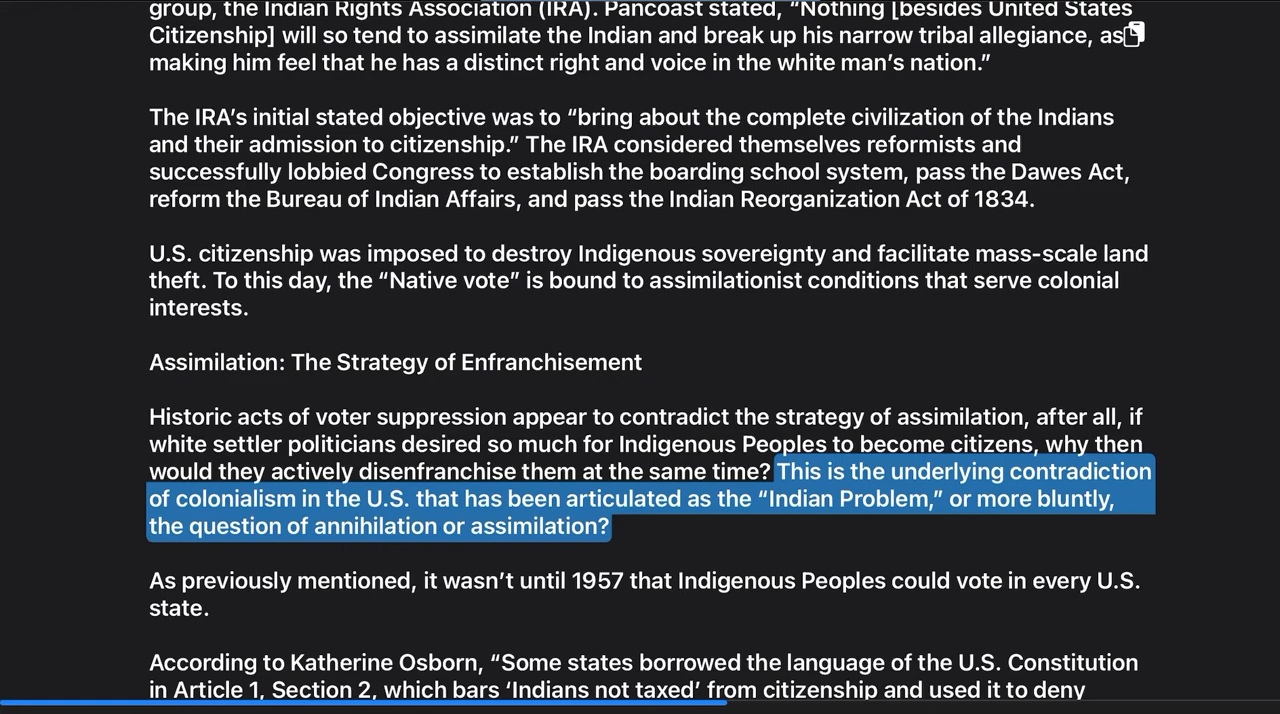 group, the Indian Rights Association (IRA). Pancoast stated, “Nothing [besides United States
Citizenship] will so tend to assimilate the Indian and break up his narrow tribal allegiance, as
making him feel that he has a distinct right and voice in the white man’s nation.”
The IRA’s initial stated objective was to “bring about the complete civilization of the Indians
and their admission to citizenship.” The IRA considered themselves reformists and
successfully lobbied Congress to establish the boarding school system, pass the Dawes Act,
reform the Bureau of Indian Affairs, and pass the Indian Reorganization Act of 1834.
U.S. citizenship was imposed to destroy Indigenous sovereignty and facilitate mass-scale land
theft. To this day, the “Native vote” is bound to assimilationist conditions that serve colonial
interests.
Assimilation: The Strategy of Enfranchisement
Historic acts of voter suppression appear to contradict the strategy of assimilation, after all, if
white settler politicians desired so much for Indigenous Peoples to become citizens, why then
would they actively disenfranchise them at the same time? This is the underlying contradiction
of colonialism in the U.S. that has been articulated as the “Indian Problem,” or more bluntly,
the question of annihilation or assimilation?
As previously mentioned, it wasn’t until 1957 that Indigenous Peoples could vote in every U.S.
state.
According to Katherine Osborn, “Some states borrowed the language of the U.S. Constitution
in Article 1, Section 2, which bars ‘Indians not taxed’ from citizenship and used it to deny